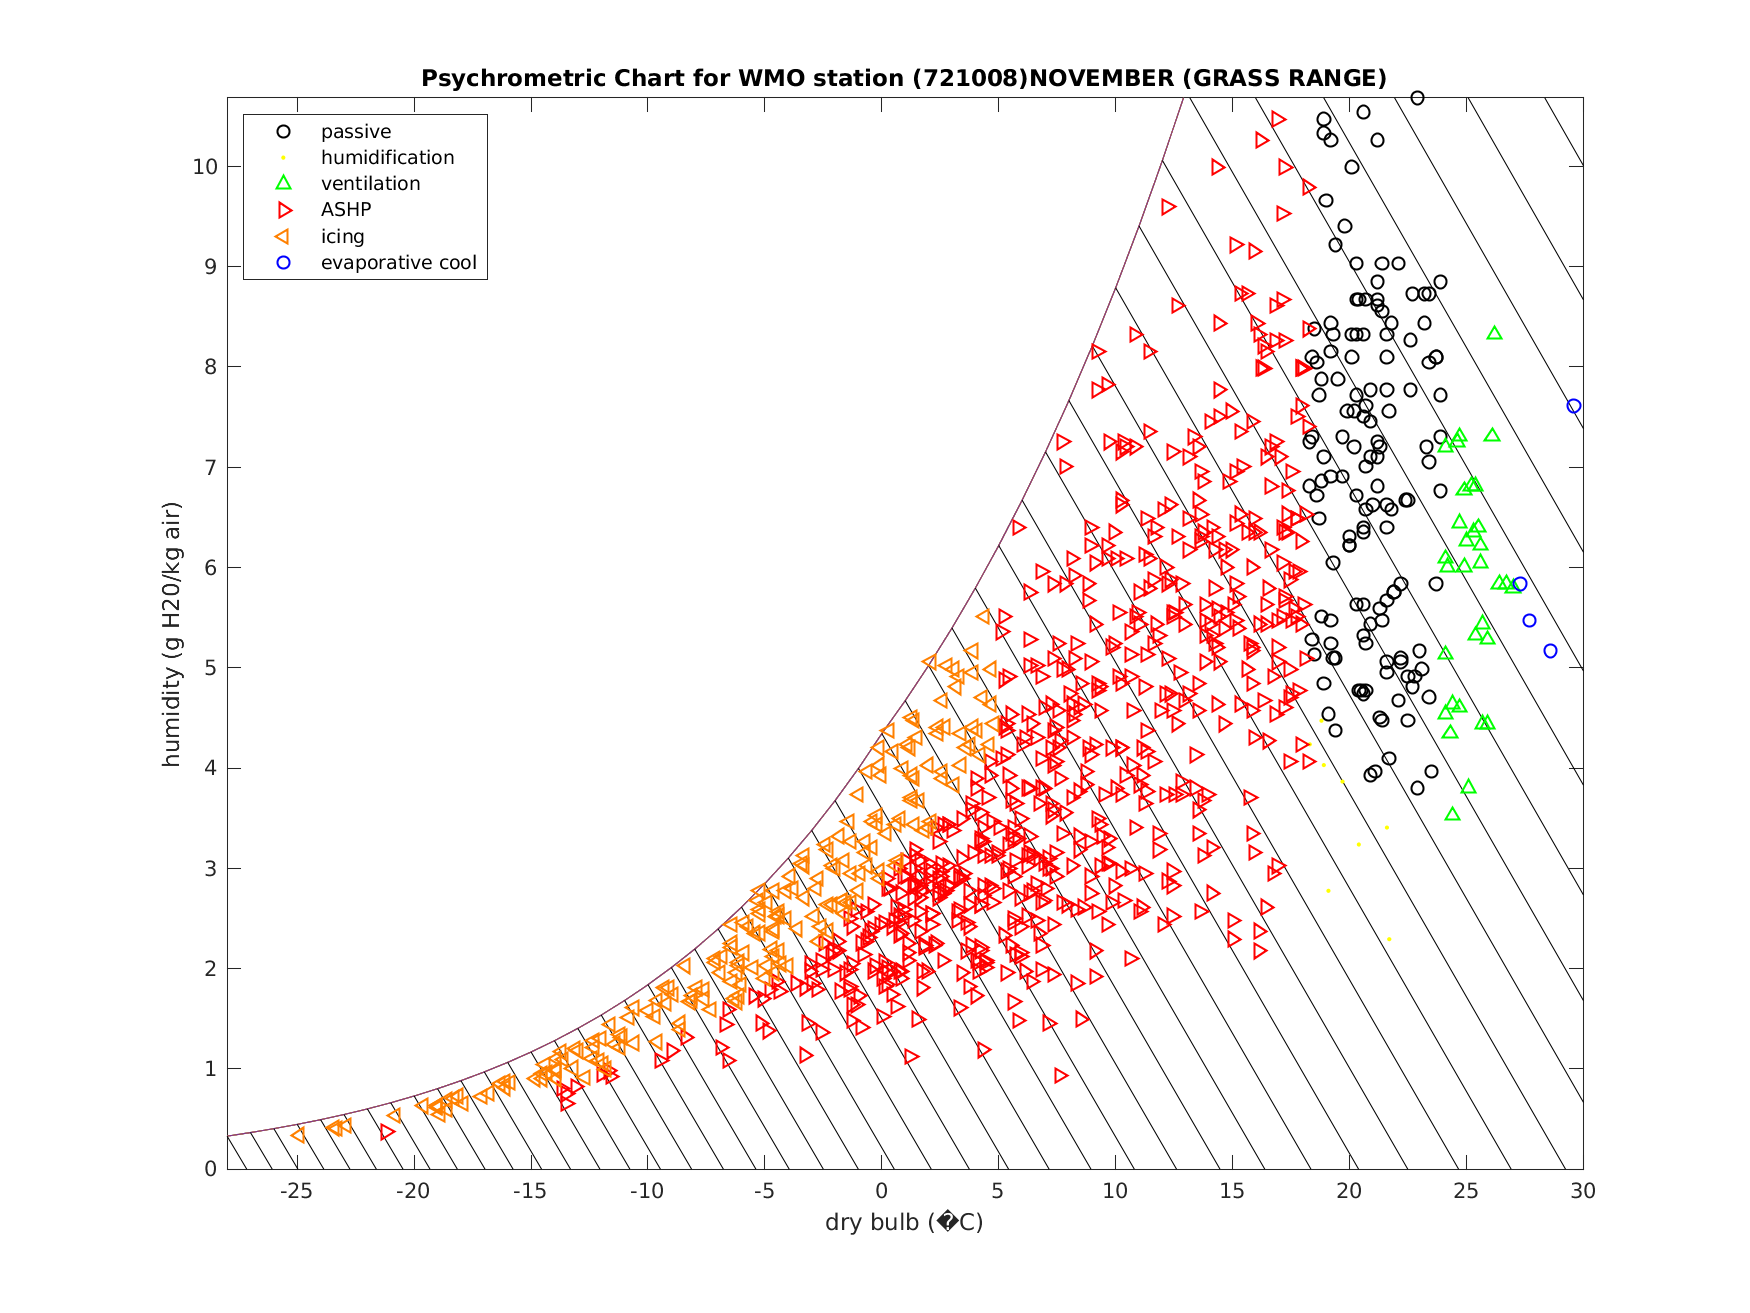 Psychrometric Chart for WMO station (721008)NOVEMBER (GRASS RANGE)
passive
humidification
ventilation
ASHP
icing
evaporative cool
humidity (g H20/kg air)
10
9
8
7
6
5
4
3
2
1
0
-25 -20 -15 -10 -5 0 5 10 15 20 25 30
dry bulb (�C)